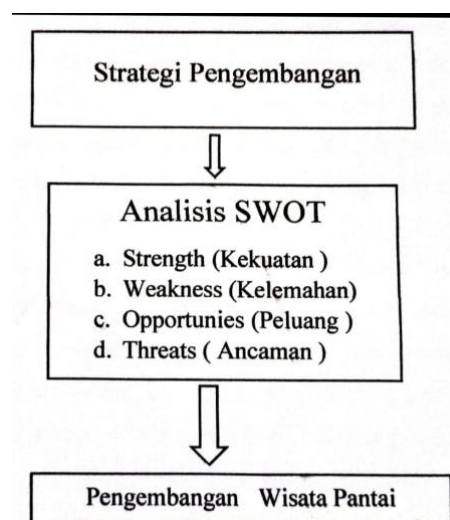 Strategi Pengembangan
Analisis SWOT
a. Strength (Kekuatan )
b. Weakness (Kelemahan)
c. Opportunies (Peluang )
d. Threats ( Ancaman )
Pengembangan Wisata Pantai